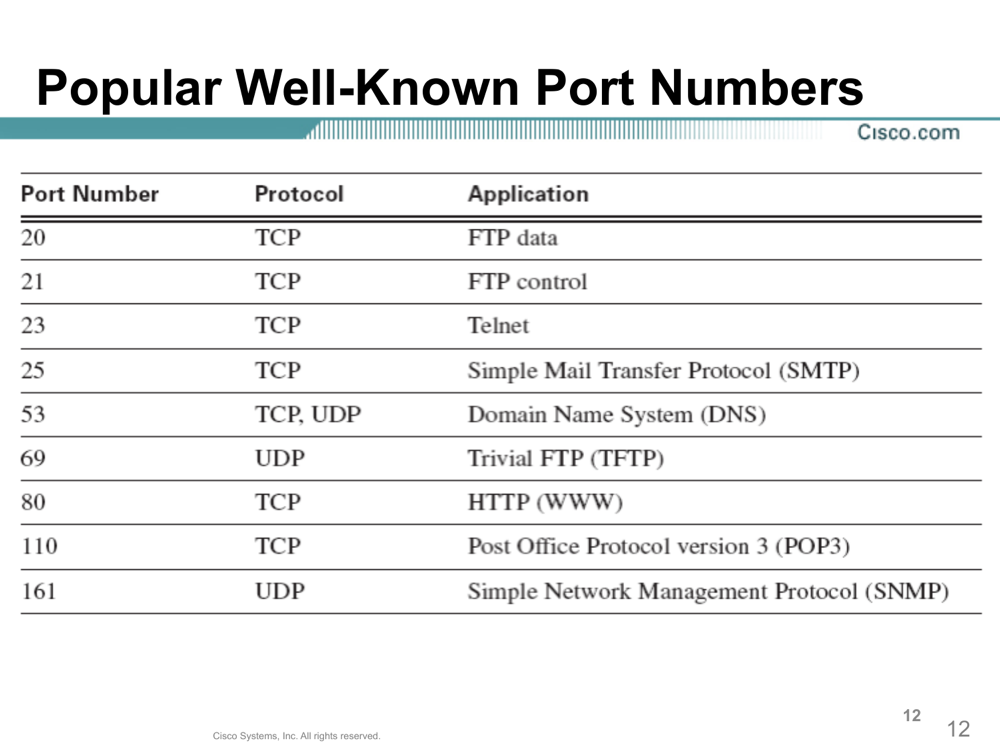 Popular Well-Known Port Numbers
Cisco.com
Port Number Protocol Application
20 TCP FTP data
21 TCP FTP control
23 TCP Telnet
25 TCP Simple Mail Transfer Protocol (SMTP)
53 TCP, UDP Domain Name System (DNS)
69 UDP Trivial FTP (TFTP)
80 TCP HTTP (WWW)
110 TCP Post Office Protocol version 3 (POP3)
161 UDP Simple Network Management Protocol (SNMP)
12
12
Cisco Systems, Inc. All rights reserved.